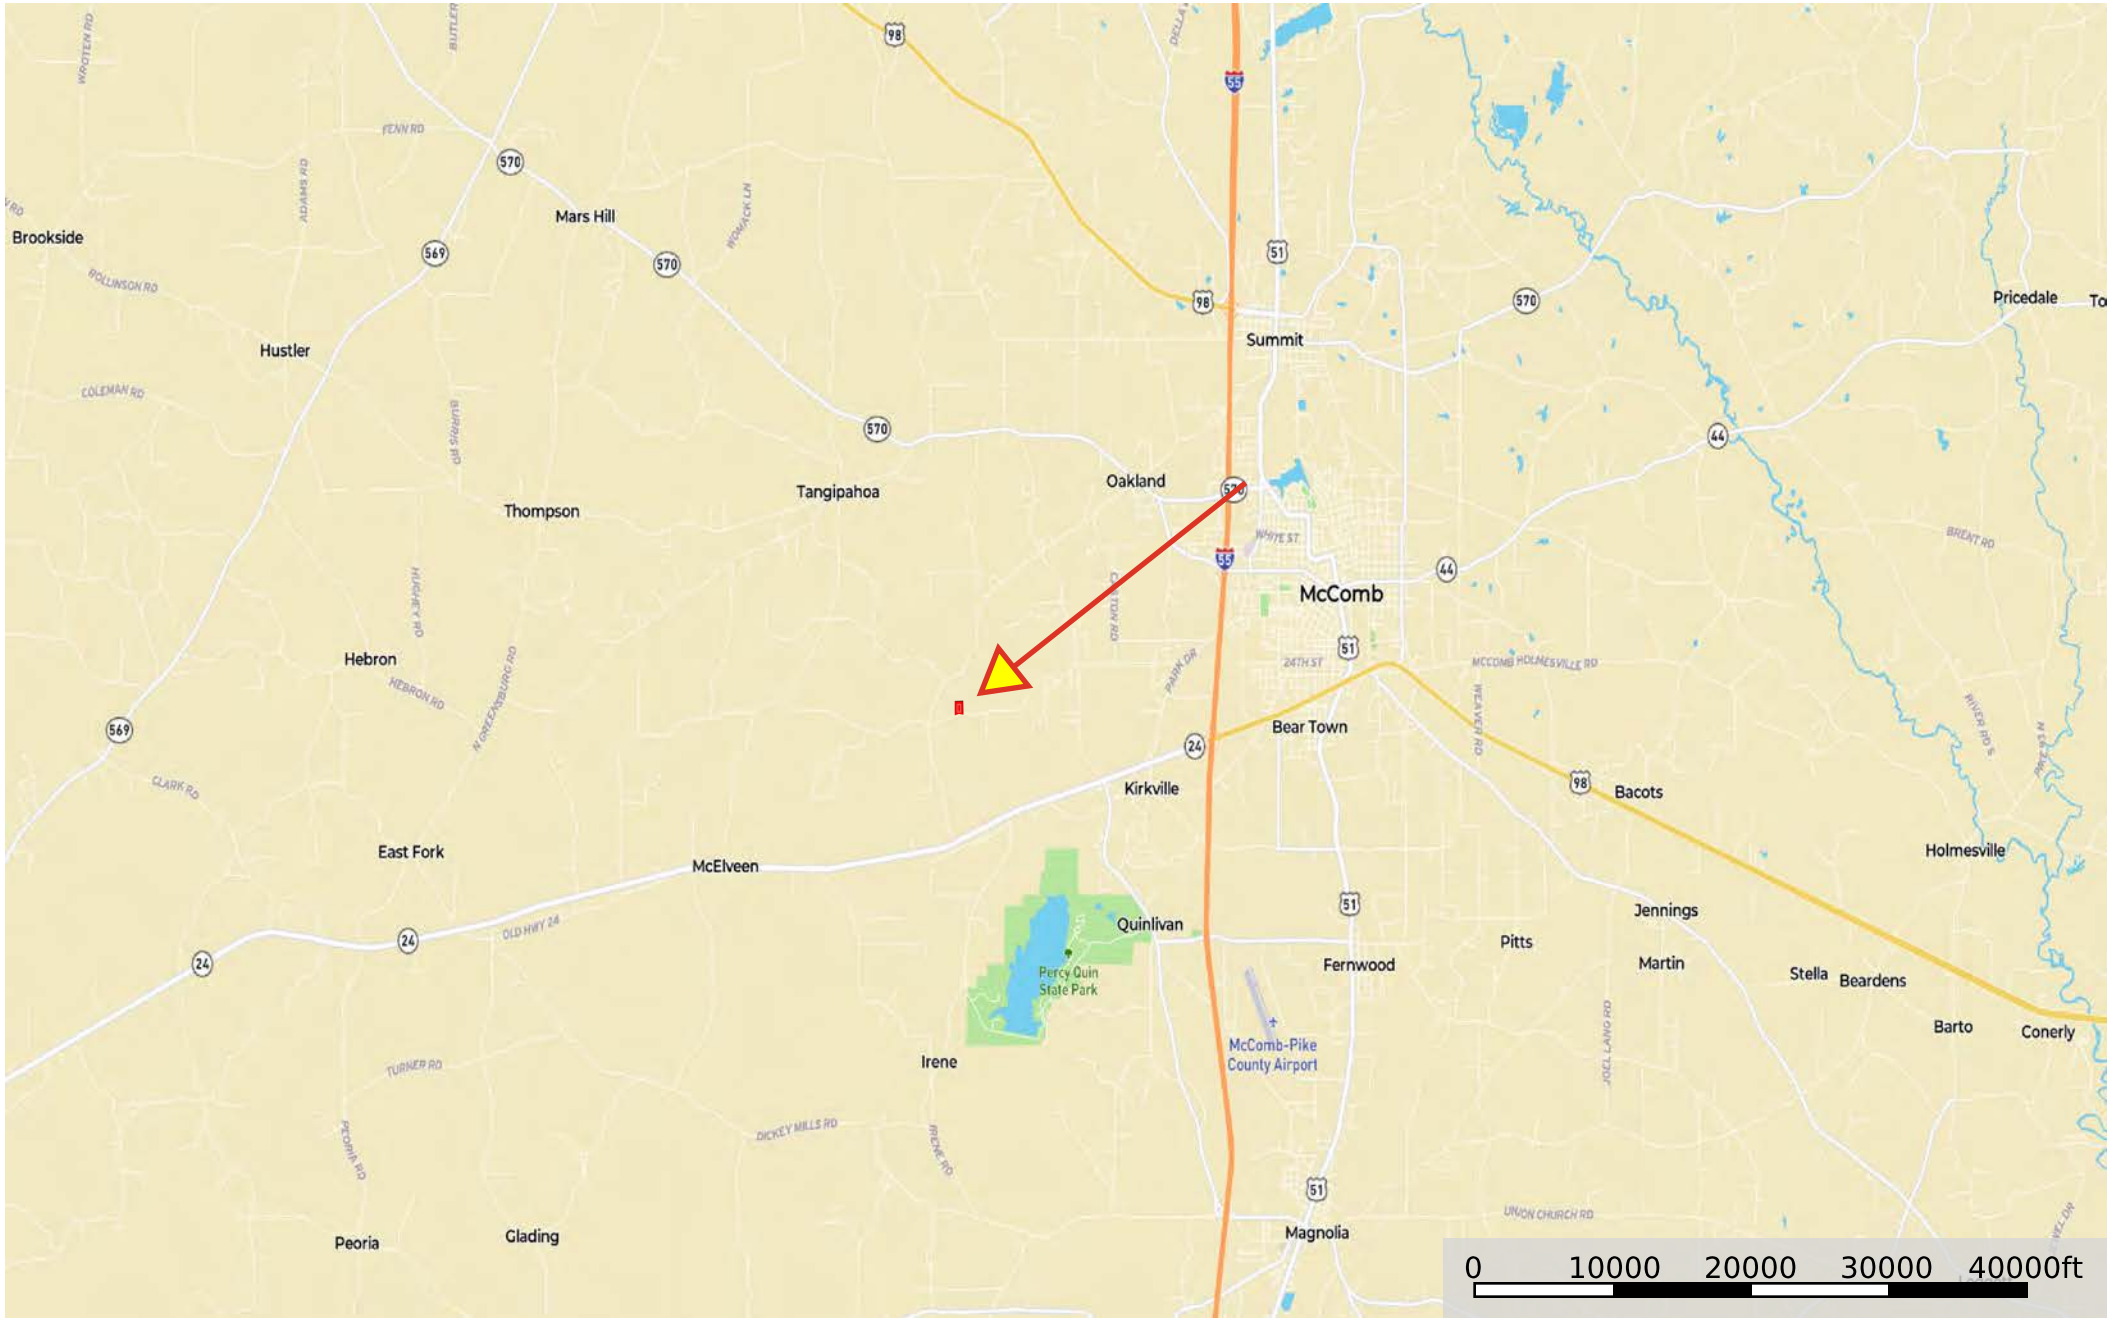 WROTEN RD
BUTLER
98
DELLA
55
FENN RD
570
ADAMS RD
WOMACK LN
Mars Hill
RD
Brookside
569
570
51
ROLLINSON RD
98
570
Pricedale
To
Summit
Hustler
COLEMAN RD
BURRIS RD
570
44
Oakland
570
Tangipahoa
Thompson
WHITE ST
BRENT RD
55
44
HUGHEY RD
CARTON RD
McComb
51
Hebron
24TH ST
MCCOMB HOLMESVILLE RD
PARK DR
HEBRON RD
N GREENSBURG RD
WEAVER RD
RIVER RD S
569
Bear Town
24
PIKE 93 N
98
CLARK RD
Kirkville
Bacots
East Fork
McElveen
Holmesville
51
OLD HWY 24
24
Quinlivan
Jennings
Pitts
24
Fernwood
Martin
Percy Quin
State Park
Stella
Beardens
Barto
Conerly
McComb-Pike
County Airport
JOEL LANG RD
Irene
TURNER RD
DICKEY MILLS RD
PEORIA RD
IRENE RD
51
UNION CHURCH RD
Magnolia
Glading
Peoria
0 10000 20000 30000 40000ft